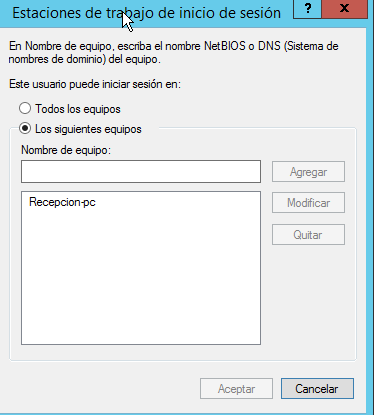 Estaciones de trabajo de inicio de sesión
?
x
En Nombre de equipo, escriba el nombre NetBIOS o DNS (Sistema de
nombres de dominio) del equipo.
Este usuario puede iniciar sesión en:
Todos los equipos
Los siguientes equipos
Nombre de equipo:
Agregar
Recepcion-pc
Modificar
Quitar
Aceptar
Cancelar